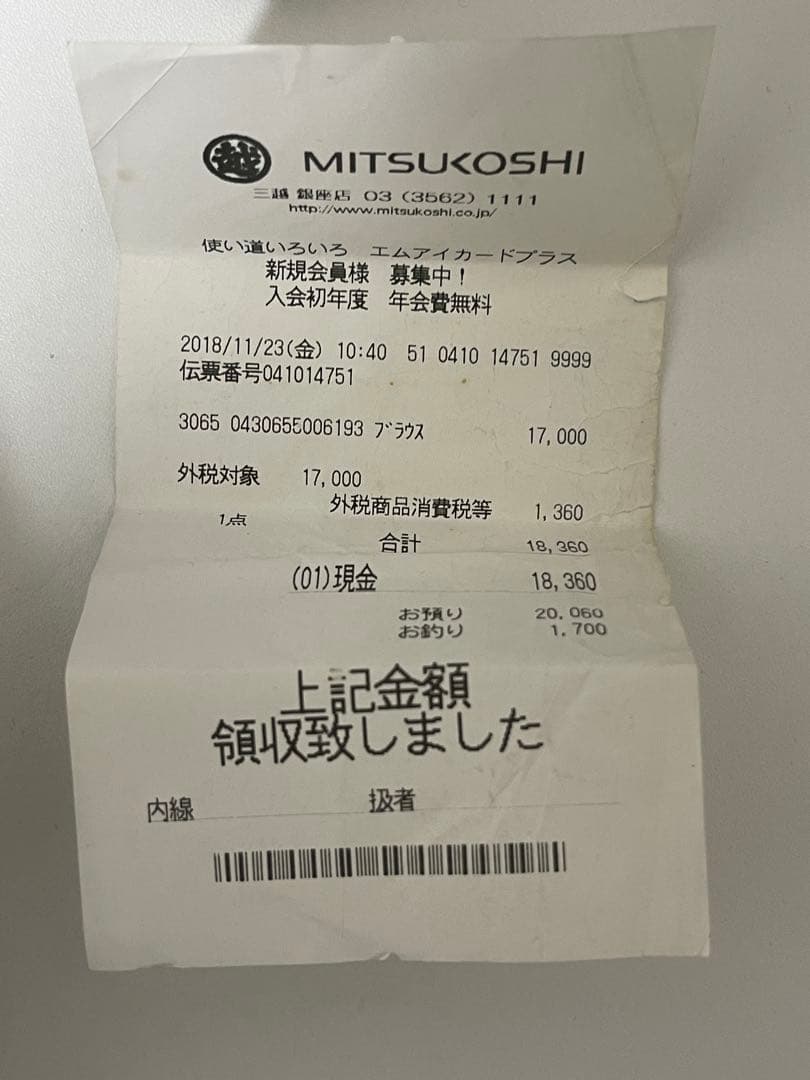 越 MITSUKOSHI
三越 銀座店 03 (3562) 1111
http://www.mitsukoshi.co.jp/
使い道いろいろ エムアイカードプラス
新規会員様 募集中!
入会初年度 年会費無料
2018/11/23(金) 10:40 51 0410 14751 9999
伝票番号041014751
3065 0430655006193 ブラウス 17,000
外税対象 17,000
外税商品消費税等 1,360
1点
合計 18,360
(01)現金 18,360
お預り 20,060
お釣り 1,700
上記金額
領収致しました
内線 扱者